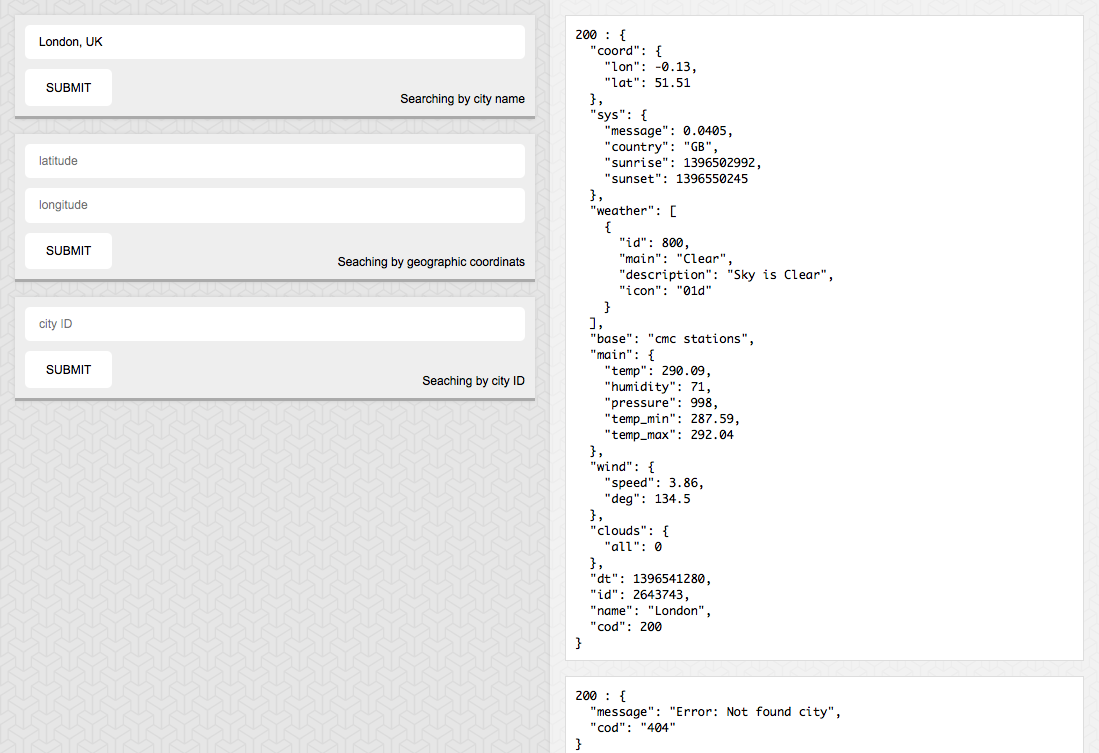 London, UK
SUBMIT
Searching by city name
latitude
longitude
SUBMIT
Seaching by geographic coordinats
city ID
SUBMIT
Seaching by city ID
200 : {
  "coord": {
    "lon": -0.13,
    "lat": 51.51
  },
  "sys": {
    "message": 0.0405,
    "country": "GB",
    "sunrise": 1396502992,
    "sunset": 1396550245
  },
  "weather": [
    {
      "id": 800,
      "main": "Clear",
      "description": "Sky is Clear",
      "icon": "01d"
    }
  ],
  "base": "cmc stations",
  "main": {
    "temp": 290.09,
    "humidity": 71,
    "pressure": 998,
    "temp_min": 287.59,
    "temp_max": 292.04
  },
  "wind": {
    "speed": 3.86,
    "deg": 134.5
  },
  "clouds": {
    "all": 0
  },
  "dt": 1396541280,
  "id": 2643743,
  "name": "London",
  "cod": 200
}
200 : {
  "message": "Error: Not found city",
  "cod": "404"
}